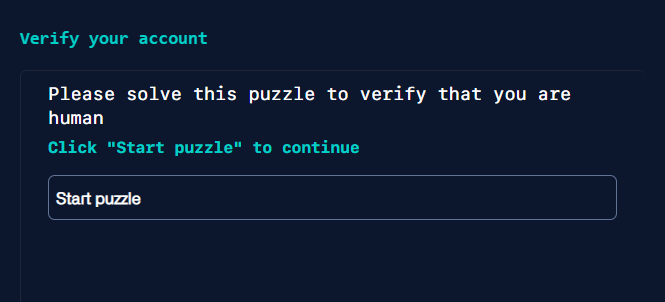 Verify your account
Please solve this puzzle to verify that you are
human
Click "Start puzzle" to continue
Start puzzle